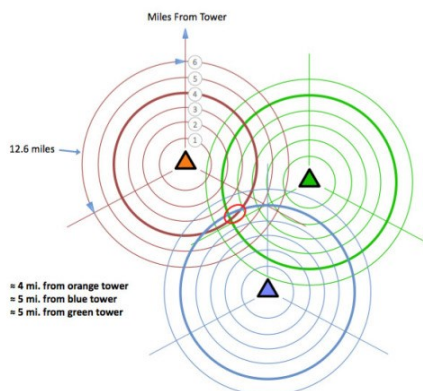 Miles From Tower
6
5
4
3
2
1
12.6 miles
≈ 4 mi. from orange tower
≈ 5 mi. from blue tower
≈ 5 mi. from green tower